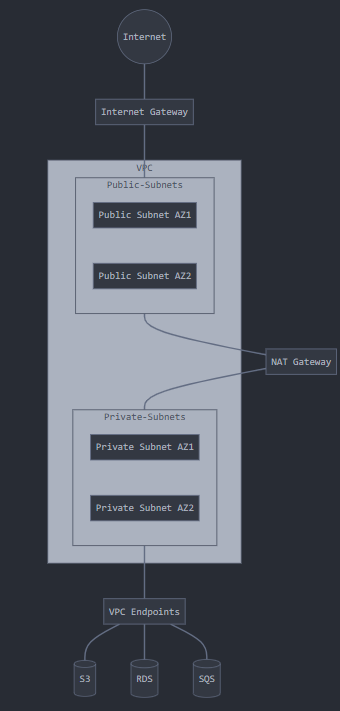 Internet
Internet Gateway
VPC
Public-Subnets
Public Subnet AZ1
Public Subnet AZ2
NAT Gateway
Private-Subnets
Private Subnet AZ1
Private Subnet AZ2
VPC Endpoints
S3
RDS
SQS